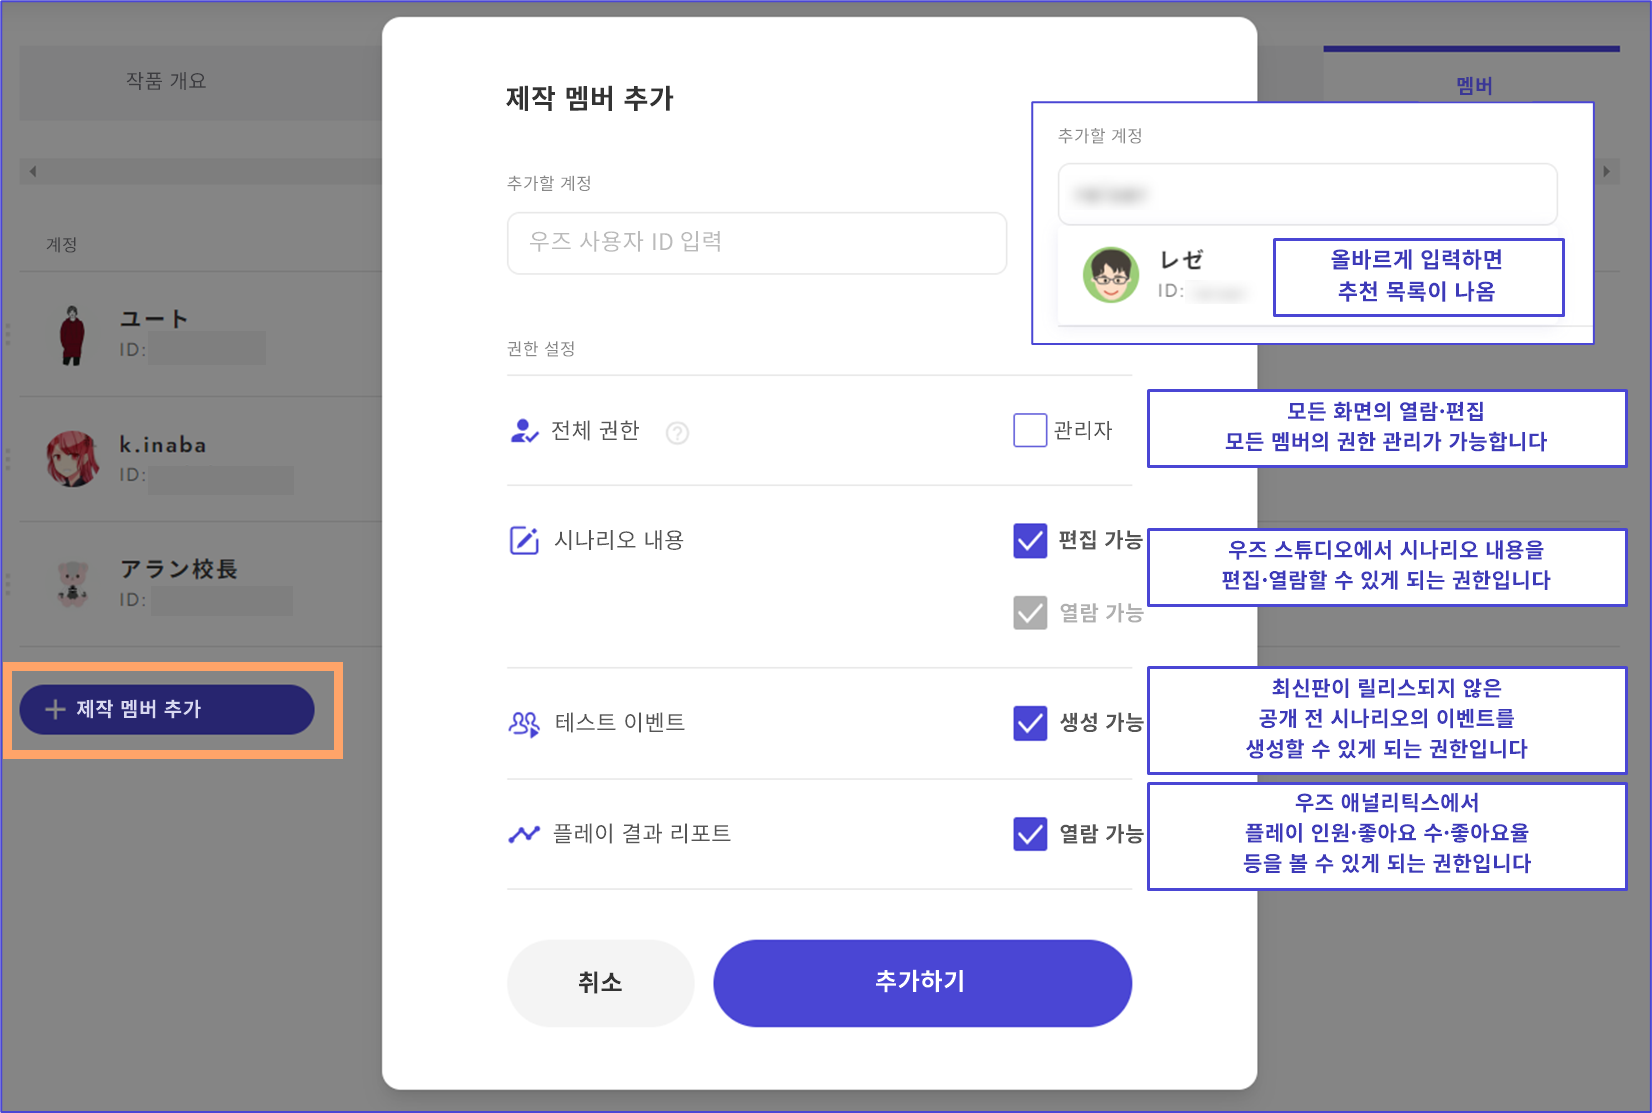 작품 개요
멤버
계정
ユート
ID:
k.inaba
ID:
アラン校長
ID:
제작 멤버 추가
제작 멤버 추가
추가할 계정
우즈 사용자 ID 입력
추가할 계정
レゼ
ID:
올바르게 입력하면
추천 목록이 나옴
권한 설정
전체 권한 ?
관리자
모든 화면의 열람·편집
모든 멤버의 권한 관리가 가능합니다
시나리오 내용
편집 가능
열람 가능
우즈 스튜디오에서 시나리오 내용을
편집·열람할 수 있게 되는 권한입니다
테스트 이벤트
생성 가능
최신판이 릴리스되지 않은
공개 전 시나리오의 이벤트를
생성할 수 있게 되는 권한입니다
플레이 결과 리포트
열람 가능
우즈 애널리틱스에서
플레이 인원·좋아요 수·좋아요율
등을 볼 수 있게 되는 권한입니다
취소
추가하기